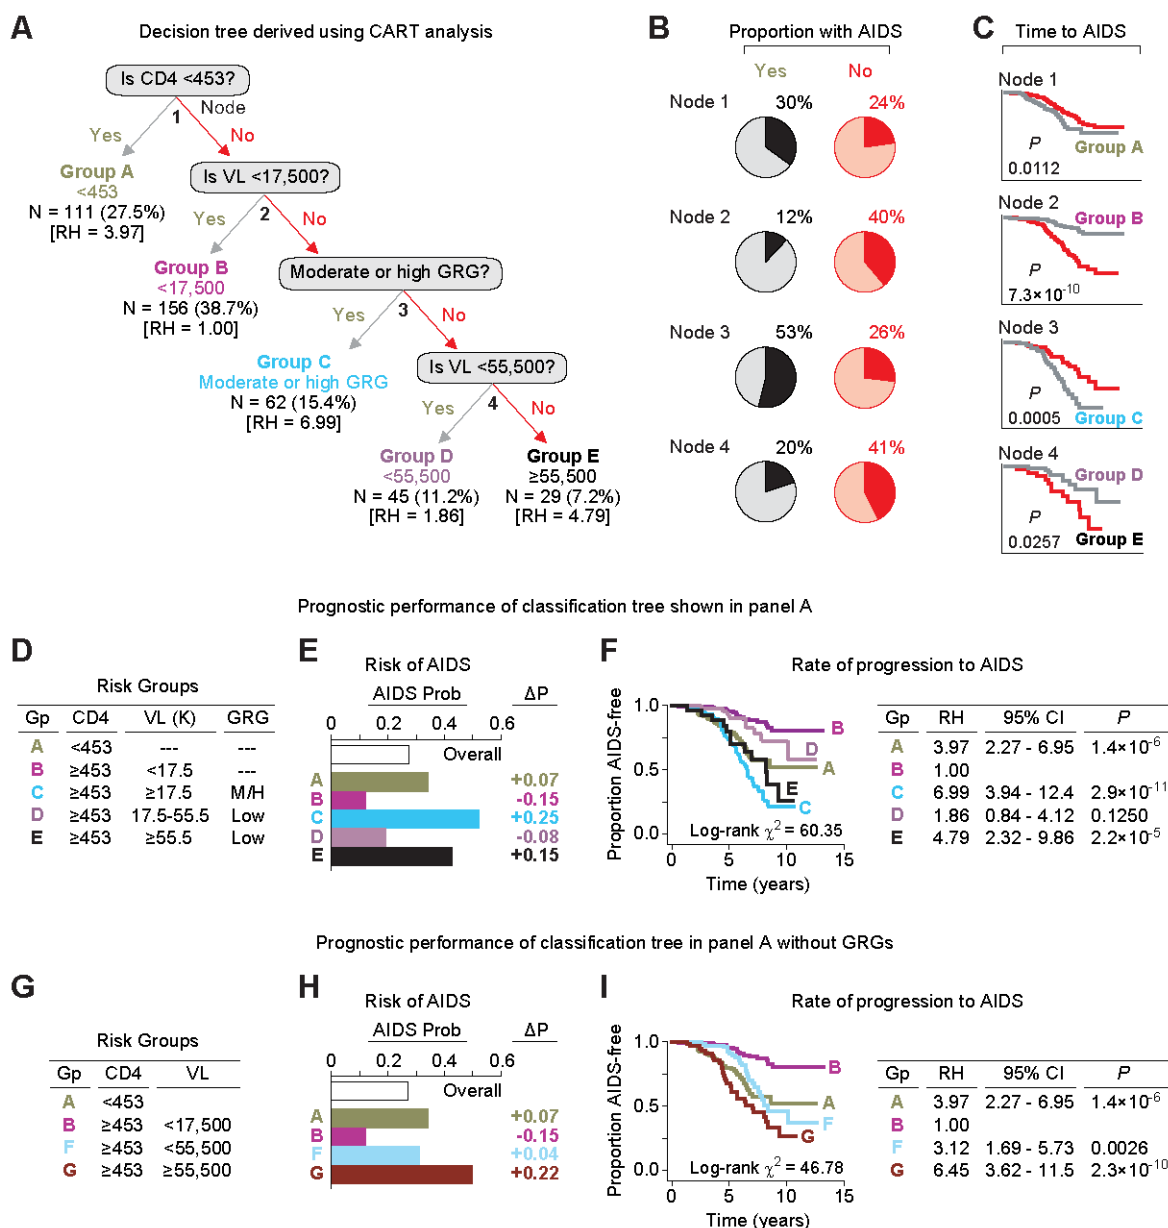 A
Decision tree derived using CART analysis
Is CD4 <453?
Node
1
Yes
No
Group A
<453
N = 111 (27.5%)
[RH = 3.97]
Is VL <17,500?
Yes
2
No
Group B
<17,500
N = 156 (38.7%)
[RH = 1.00]
Moderate or high GRG?
Yes
3
No
Group C
Moderate or high GRG
N = 62 (15.4%)
[RH = 6.99]
Is VL <55,500?
Yes
4
No
Group D
<55,500
N = 45 (11.2%)
[RH = 1.86]
Group E
≥55,500
N = 29 (7.2%)
[RH = 4.79]
B
Proportion with AIDS
Yes No
Node 1 30% 24%
Node 2 12% 40%
Node 3 53% 26%
Node 4 20% 41%
C
Time to AIDS
Node 1
P
0.0112
Group A
Node 2
Group B
P
7.3×10⁻¹⁰
Node 3
P
0.0005
Group C
Node 4
Group D
P
0.0257
Group E
Prognostic performance of classification tree shown in panel A
D
Risk Groups
Gp CD4 VL (K) GRG
A <453 --- ---
B ≥453 <17.5 ---
C ≥453 ≥17.5 M/H
D ≥453 17.5-55.5 Low
E ≥453 ≥55.5 Low
E
Risk of AIDS
AIDS Prob ΔP
0 0.2 0.4 0.6
Overall
A +0.07
B -0.15
C +0.25
D -0.08
E +0.15
F
Rate of progression to AIDS
Proportion AIDS-free
1.0
0.5
0.0
B
D
A
E
C
Log-rank χ² = 60.35
0 5 10 15
Time (years)
Gp RH 95% CI P
A 3.97 2.27 - 6.95 1.4×10⁻⁶
B 1.00
C 6.99 3.94 - 12.4 2.9×10⁻¹¹
D 1.86 0.84 - 4.12 0.1250
E 4.79 2.32 - 9.86 2.2×10⁻⁵
Prognostic performance of classification tree in panel A without GRGs
G
Risk Groups
Gp CD4 VL
A <453
B ≥453 <17,500
F ≥453 <55,500
G ≥453 ≥55,500
H
Risk of AIDS
AIDS Prob ΔP
0 0.2 0.4 0.6
Overall
A +0.07
B -0.15
F +0.04
G +0.22
I
Rate of progression to AIDS
Proportion AIDS-free
1.0
0.5
0.0
B
A
F
G
Log-rank χ² = 46.78
0 5 10 15
Time (years)
Gp RH 95% CI P
A 3.97 2.27 - 6.95 1.4×10⁻⁶
B 1.00
F 3.12 1.69 - 5.73 0.0026
G 6.45 3.62 - 11.5 2.3×10⁻¹⁰